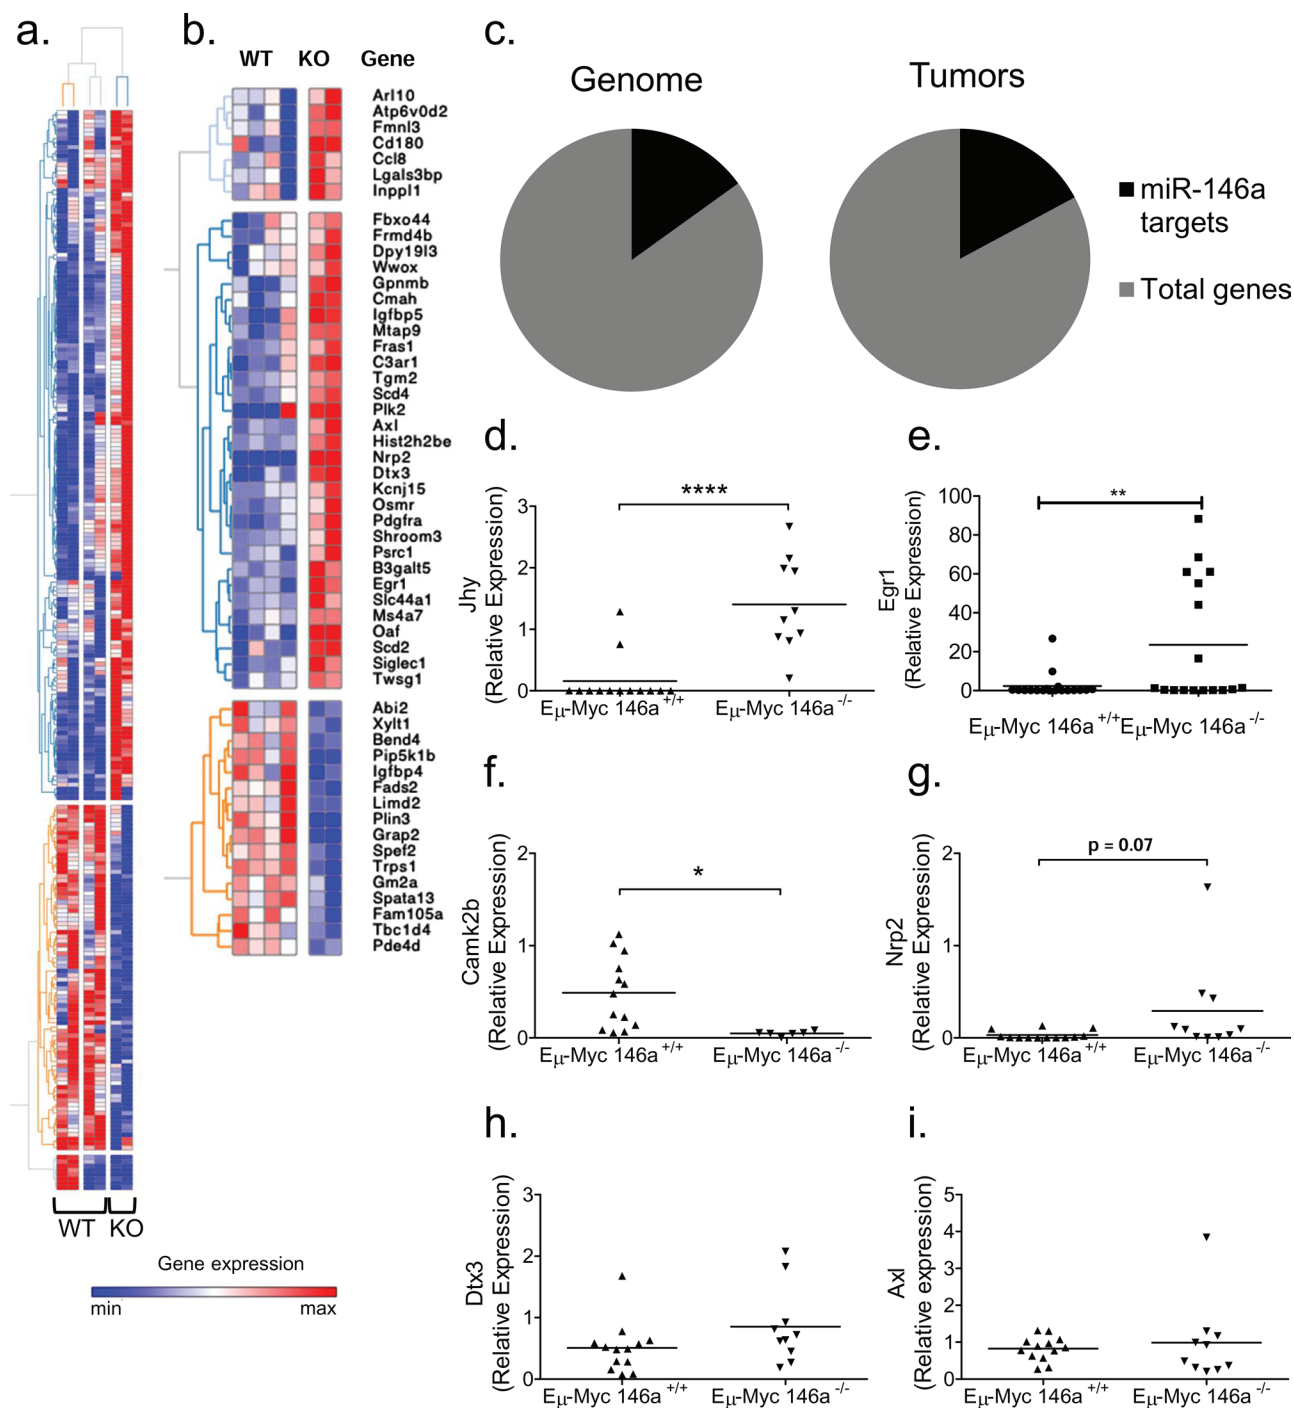 a.
WT
KO
Gene expression
min
max
b.
WT
KO
Gene
Arl10
Atp6v0d2
Fmnl3
Cd180
Ccl8
Lgals3bp
Inppl1
Fbxo44
Frmd4b
Dpy19l3
Wwox
Gpnmb
Cmah
Igfbp5
Mtap9
Fras1
C3ar1
Tgm2
Scd4
Plk2
Axl
Hist2h2be
Nrp2
Dtx3
Kcnj15
Osmr
Pdgfra
Shroom3
Psrc1
B3galt5
Egr1
Slc44a1
Ms4a7
Oaf
Scd2
Siglec1
Twsg1
Abi2
Xylt1
Bend4
Pip5k1b
Igfbp4
Fads2
Limd2
Plin3
Grap2
Spef2
Trps1
Gm2a
Spata13
Fam105a
Tbc1d4
Pde4d
c.
Genome
Tumors
miR-146a
targets
Total genes
d.
Jhy
(Relative Expression)
3
2
1
0
****
Eμ-Myc 146a+/+
Eμ-Myc 146a-/-
e.
Egr1
(Relative Expression)
100
80
60
40
20
0
**
Eμ-Myc 146a+/+
Eμ-Myc 146a-/-
f.
Camk2b
(Relative Expression)
2
1
0
*
Eμ-Myc 146a+/+
Eμ-Myc 146a-/-
g.
Nrp2
(Relative Expression)
2
1
0
p = 0.07
Eμ-Myc 146a+/+
Eμ-Myc 146a-/-
h.
Dtx3
(Relative Expression)
3
2
1
0
Eμ-Myc 146a+/+
Eμ-Myc 146a-/-
i.
Axl
(Relative expression)
5
4
3
2
1
0
Eμ-Myc 146a+/+
Eμ-Myc 146a-/-